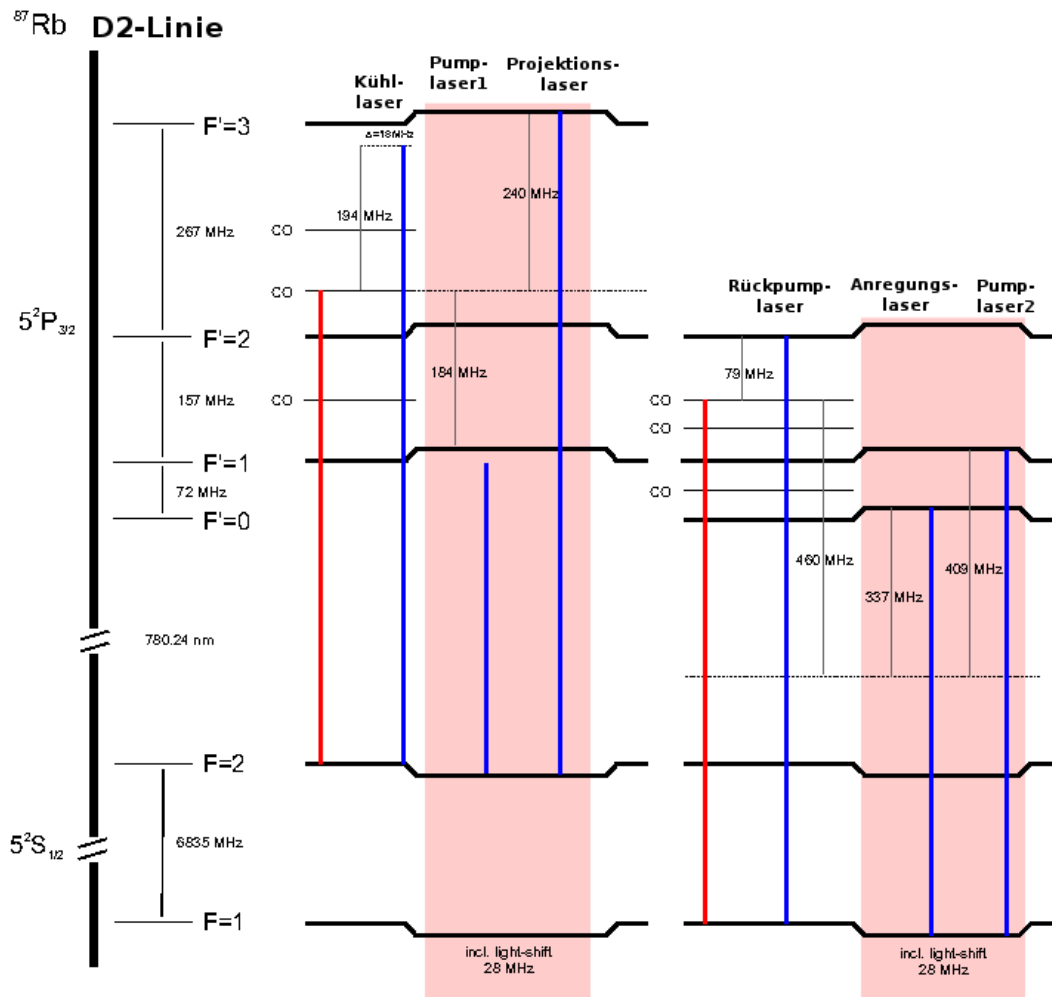 ⁸⁷Rb D2-Linie
Kühl-
laser
Pump-
laser1
Projektions-
laser
F'=3
Δ=18MHz
194 MHz
240 MHz
267 MHz
CO
CO
5²P₃/₂
F'=2
184 MHz
157 MHz
CO
F'=1
72 MHz
F'=0
Rückpump-
laser
Anregungs-
laser
Pump-
laser2
79 MHz
CO
CO
CO
460 MHz
337 MHz
409 MHz
780.24 nm
F=2
5²S₁/₂
6835 MHz
F=1
incl. light-shift
28 MHz
incl. light-shift
28 MHz